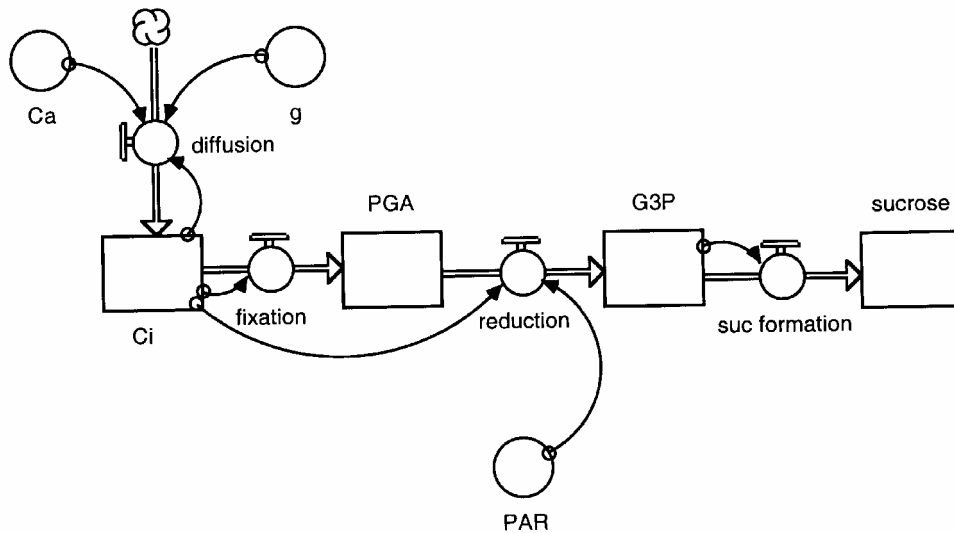 Ca
g
diffusion
PGA
G3P
sucrose
Ci
fixation
reduction
suc formation
PAR